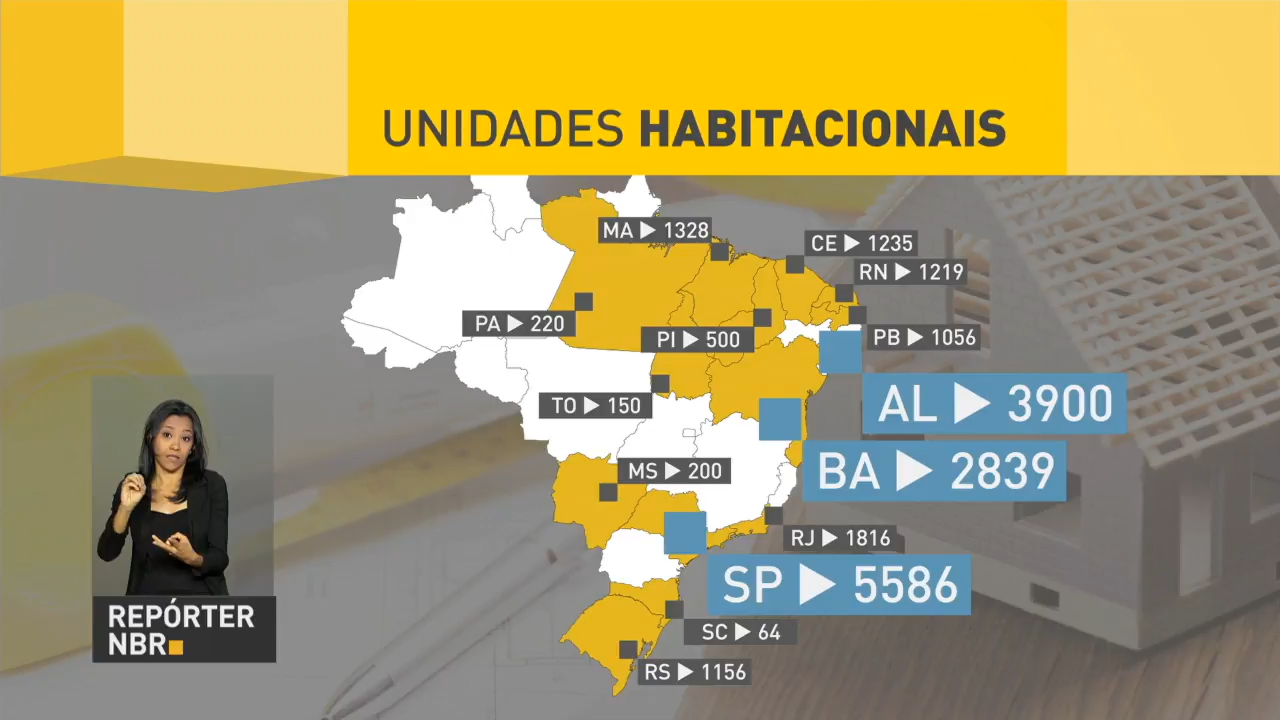 UNIDADES HABITACIONAIS
MA ▶ 1328
CE ▶ 1235
RN ▶ 1219
PA ▶ 220
PI ▶ 500
PB ▶ 1056
TO ▶ 150
AL ▶ 3900
BA ▶ 2839
MS ▶ 200
RJ ▶ 1816
SP ▶ 5586
SC ▶ 64
RS ▶ 1156
REPÓRTER
NBR